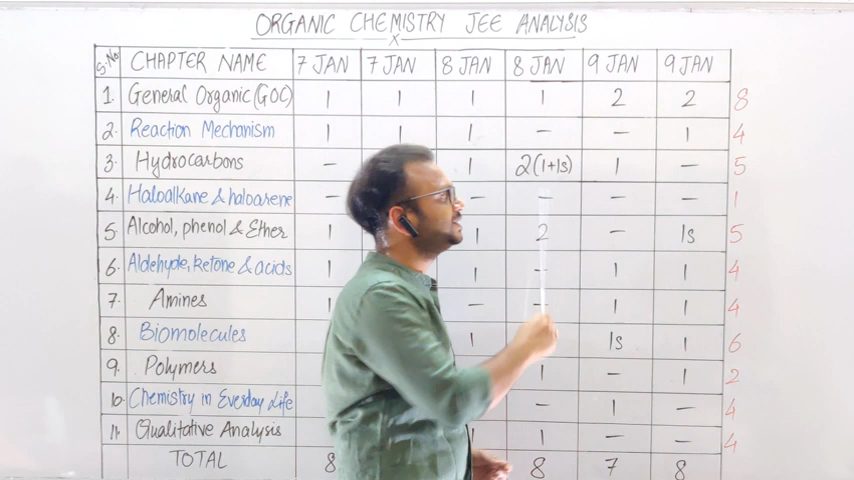 ORGANIC CHEMISTRY JEE ANALYSIS
x
S.No. CHAPTER NAME 7 JAN 7 JAN 8 JAN 8 JAN 9 JAN 9 JAN
1. General Organic (GOC) 1 1 1 1 2 2 8
2. Reaction Mechanism 1 1 1 - - 1 4
3. Hydrocarbons - 1 2(1+1s) 1 - 5
4. Haloalkane & haloarene - - - - - 1
5. Alcohol, phenol & Ether 1 1 2 - 1s 5
6. Aldehyde, ketone & acids 1 1 - 1 1 4
7. Amines 1 - - 1 1 4
8. Biomolecules 1 1s 1 6
9. Polymers 1 - 1 2
10. Chemistry in Everday Life - 1 - 4
11. Qualitative Analysis 1 1 - - 4
TOTAL 8 8 7 8